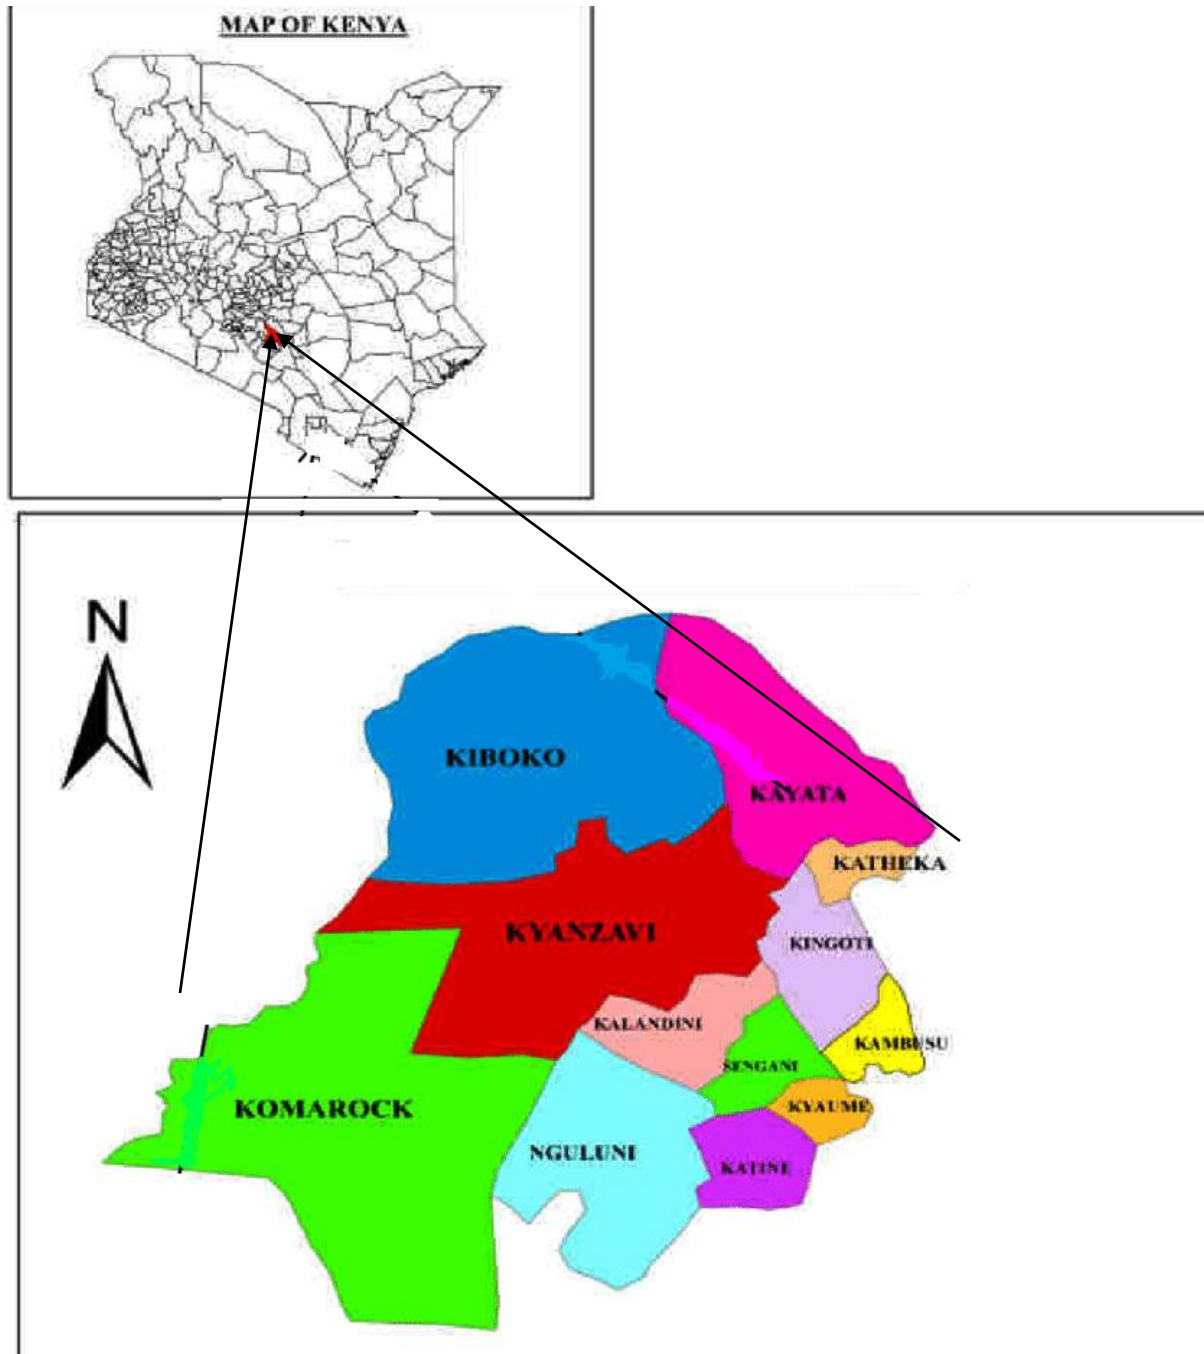 MAP OF KENYA
N
KIBOKO
KAYATA
KATHEKA
KYANZAVI
KINGOTI
KALANDINI
KAMBUSU
SENGANI
KOMAROCK
KYAUME
NGULUNI
KATINE